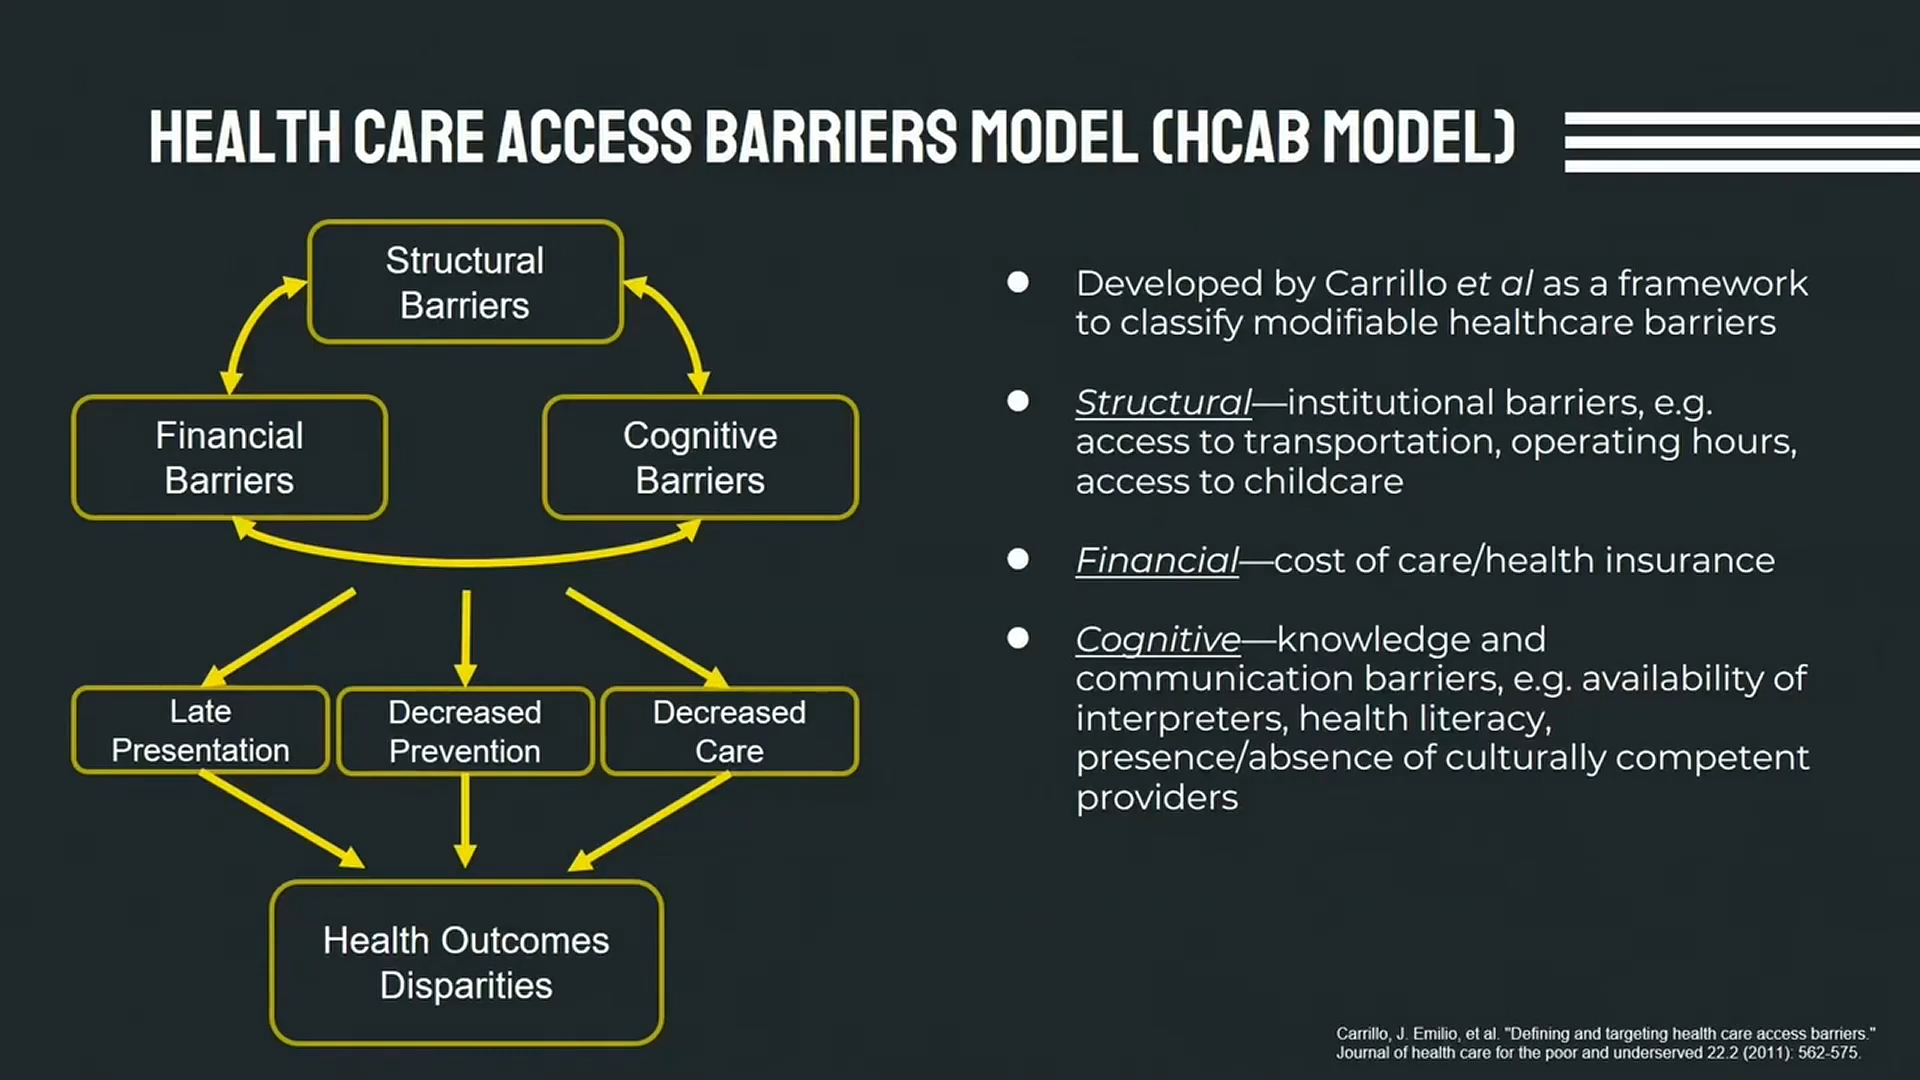 HEALTH CARE ACCESS BARRIERS MODEL (HCAB MODEL)
Structural
Barriers
Financial
Barriers
Cognitive
Barriers
Late
Presentation
Decreased
Prevention
Decreased
Care
Health Outcomes
Disparities
Developed by Carrillo et al as a framework
to classify modifiable healthcare barriers
Structural—institutional barriers, e.g.
access to transportation, operating hours,
access to childcare
Financial—cost of care/health insurance
Cognitive—knowledge and
communication barriers, e.g. availability of
interpreters, health literacy,
presence/absence of culturally competent
providers
Carrillo, J. Emilio, et al. "Defining and targeting health care access barriers."
Journal of health care for the poor and underserved 22.2 (2011): 562-575.